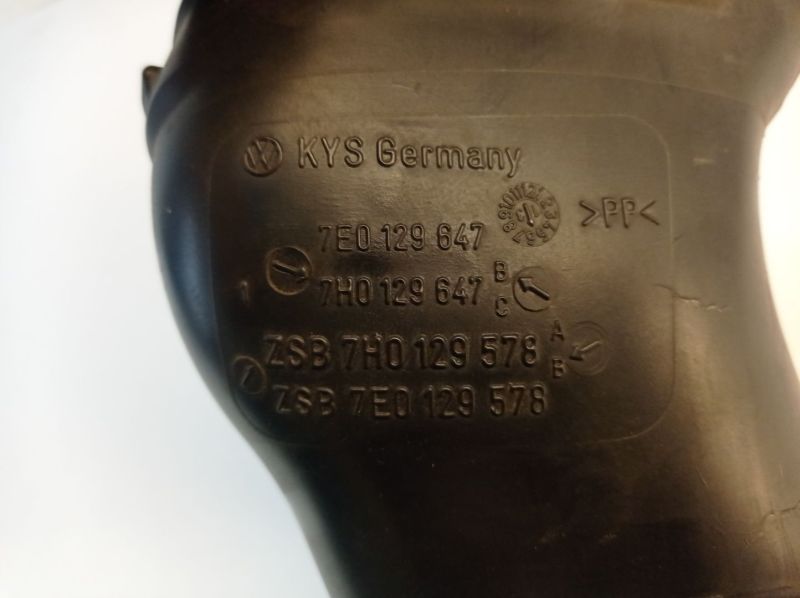 KYS Germany
>PP<
7E0 129 647
1
7H0 129 647 B C
ZSB 7H0 129 578 A B
ZSB 7E0 129 578